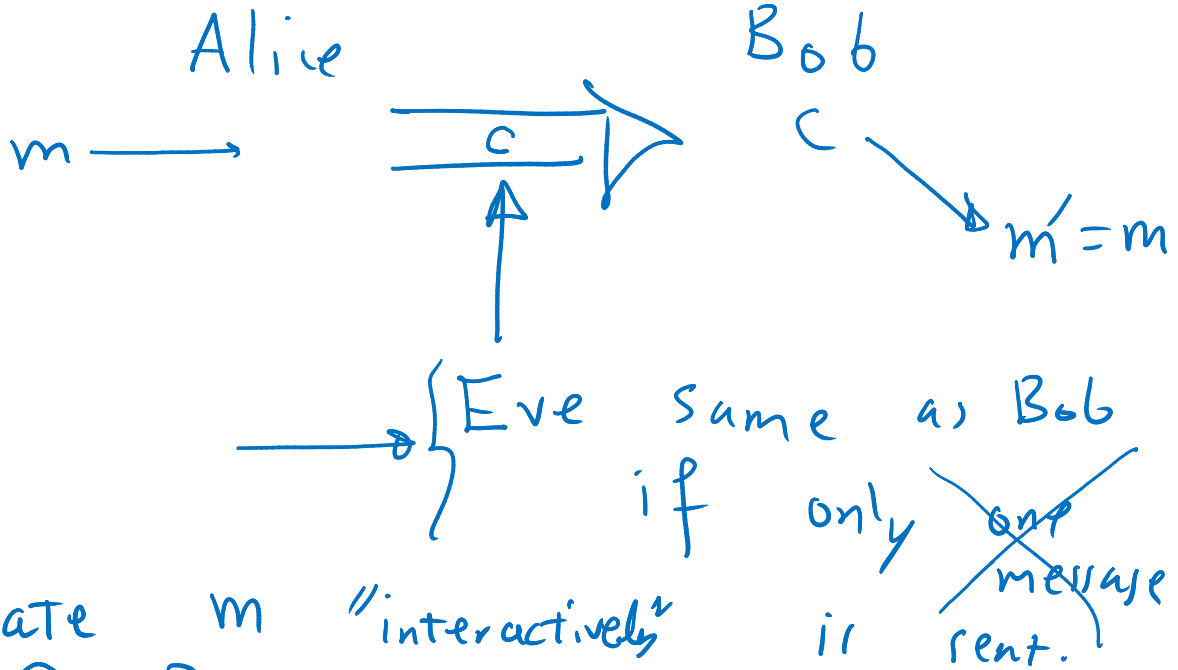 Alice Bob
m c c
m' = m
Eve same as Bob
if only one
message
ate m "interactively" is sent.